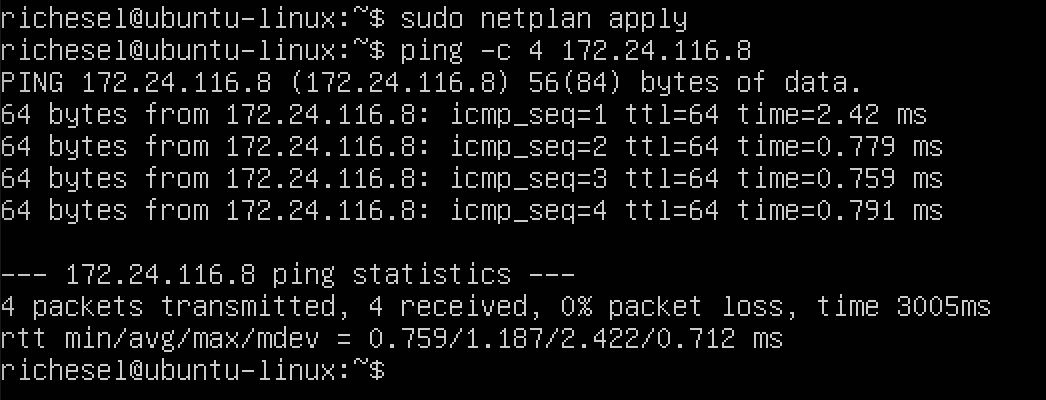 richesel@ubuntu-linux:~$ sudo netplan apply
richesel@ubuntu-linux:~$ ping -c 4 172.24.116.8
PING 172.24.116.8 (172.24.116.8) 56(84) bytes of data.
64 bytes from 172.24.116.8: icmp_seq=1 ttl=64 time=2.42 ms
64 bytes from 172.24.116.8: icmp_seq=2 ttl=64 time=0.779 ms
64 bytes from 172.24.116.8: icmp_seq=3 ttl=64 time=0.759 ms
64 bytes from 172.24.116.8: icmp_seq=4 ttl=64 time=0.791 ms
--- 172.24.116.8 ping statistics ---
4 packets transmitted, 4 received, 0% packet loss, time 3005ms
rtt min/avg/max/mdev = 0.759/1.187/2.422/0.712 ms
richesel@ubuntu-linux:~$